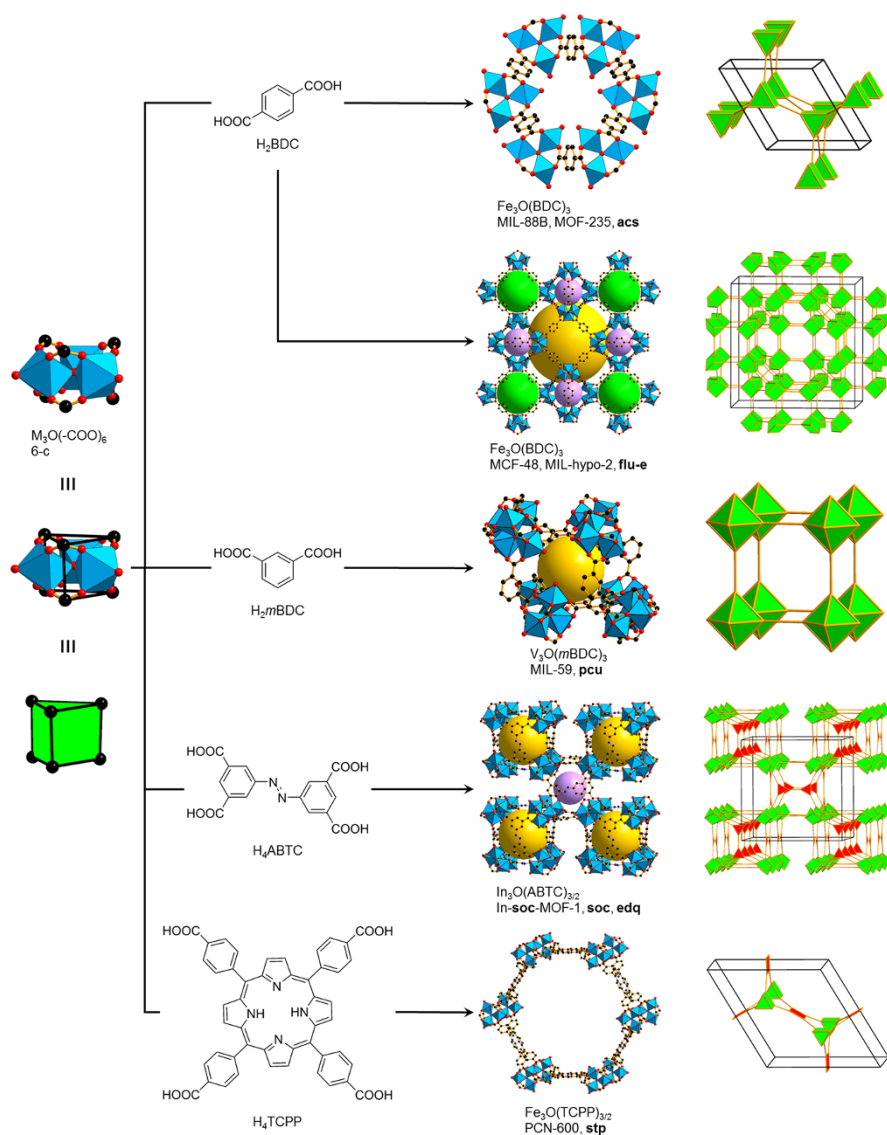 COOH
HOOC
H₂BDC
Fe₃O(BDC)₃
MIL-88B, MOF-235, acs
M₃O(-COO)₆
6-c
III
III
Fe₃O(BDC)₃
MCF-48, MIL-hypo-2, flu-e
HOOC COOH
H₂mBDC
V₃O(mBDC)₃
MIL-59, pcu
HOOC
COOH
N
N
HOOC
COOH
H₄ABTC
In₃O(ABTC)₃/₂
In-soc-MOF-1, soc, edq
HOOC COOH
N
NH HN
N
HOOC COOH
H₄TCPP
Fe₃O(TCPP)₃/₂
PCN-600, stp